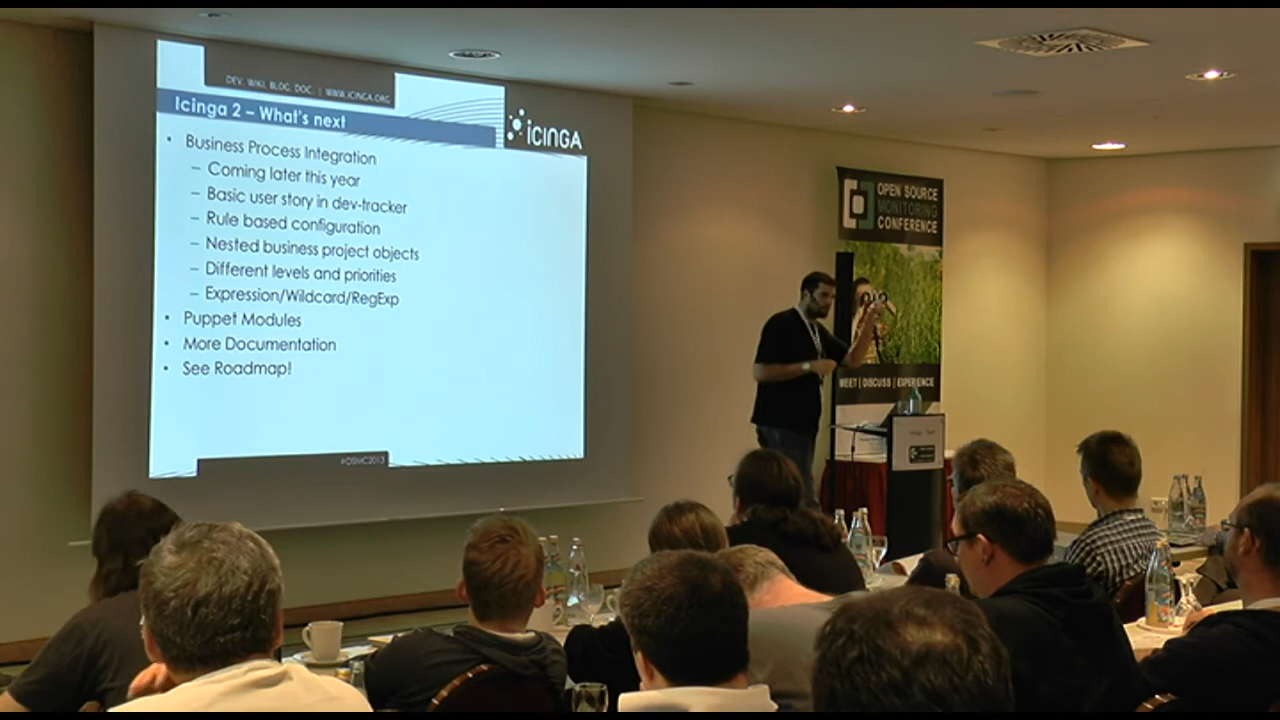 DEV. WIKI. BLOG. DOC. | WWW.ICINGA.ORG
Icinga 2 – What's next
ICINGA
• Business Process Integration
– Coming later this year
– Basic user story in dev-tracker
– Rule based configuration
– Nested business project objects
– Different levels and priorities
– Expression/Wildcard/RegExp
• Puppet Modules
• More Documentation
• See Roadmap!
#OSMC2013
OPEN SOURCE
MONITORING
CONFERENCE
MEET | DISCUSS | EXPERIENCE